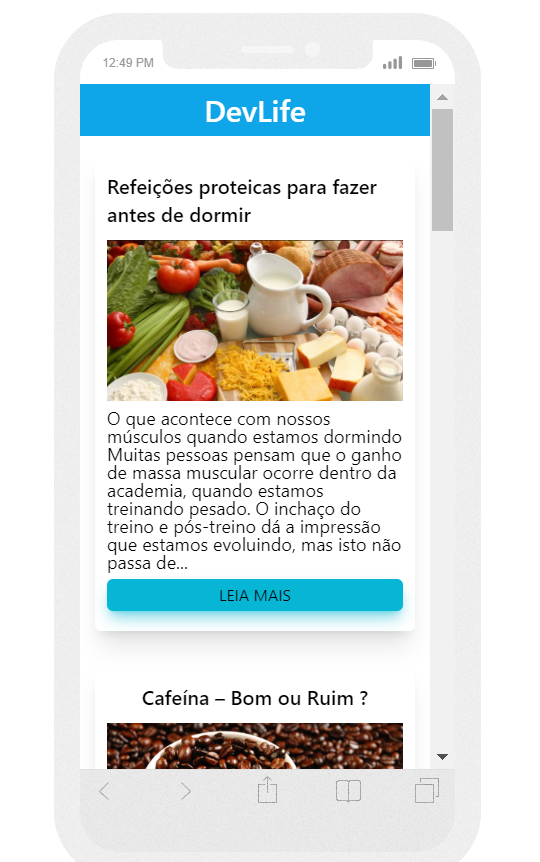 12:49 PM
DevLife
Refeições proteicas para fazer
antes de dormir
O que acontece com nossos
músculos quando estamos dormindo
Muitas pessoas pensam que o ganho
de massa muscular ocorre dentro da
academia, quando estamos
treinando pesado. O inchaço do
treino e pós-treino dá a impressão
que estamos evoluindo, mas isto não
passa de...
LEIA MAIS
Cafeína – Bom ou Ruim ?